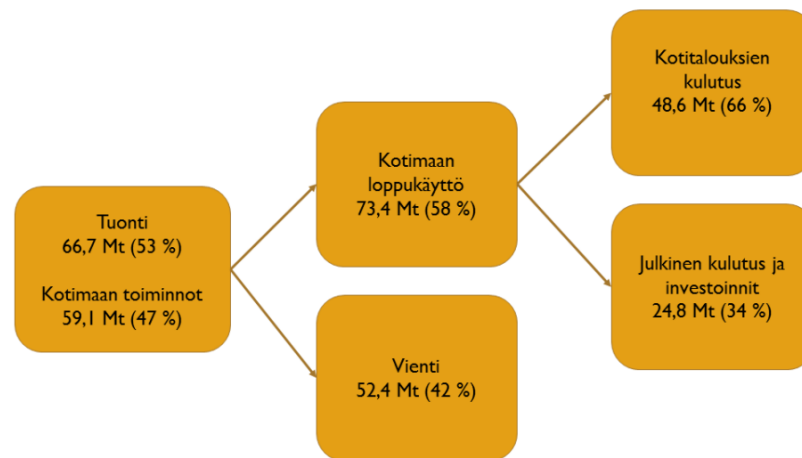 Tuonti
66,7 Mt (53 %)
Kotimaan toiminnot
59,1 Mt (47 %)
Kotimaan
loppukäyttö
73,4 Mt (58 %)
Vienti
52,4 Mt (42 %)
Kotitalouksien
kulutus
48,6 Mt (66 %)
Julkinen kulutus ja
investoinnit
24,8 Mt (34 %)